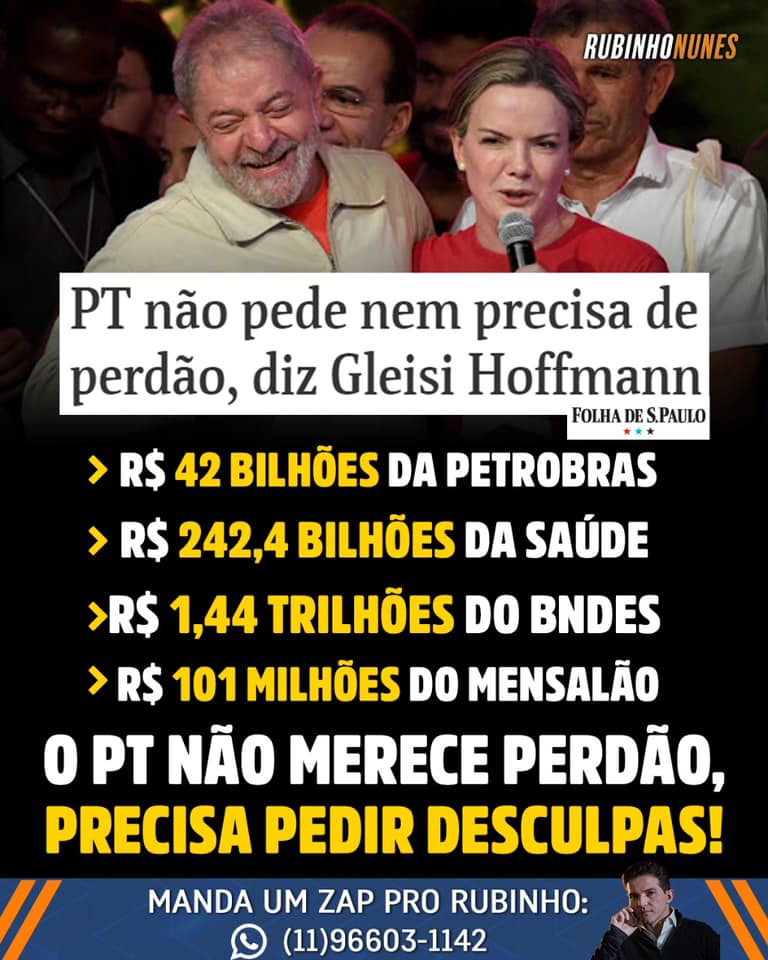 RUBINHONUNES
PT não pede nem precisa de
perdão, diz Gleisi Hoffmann
FOLHA DE S.PAULO
> R$ 42 BILHÕES DA PETROBRAS
> R$ 242,4 BILHÕES DA SAÚDE
>R$ 1,44 TRILHÕES DO BNDES
> R$ 101 MILHÕES DO MENSALÃO
O PT NÃO MERECE PERDÃO,
PRECISA PEDIR DESCULPAS!
MANDA UM ZAP PRO RUBINHO:
(11)96603-1142